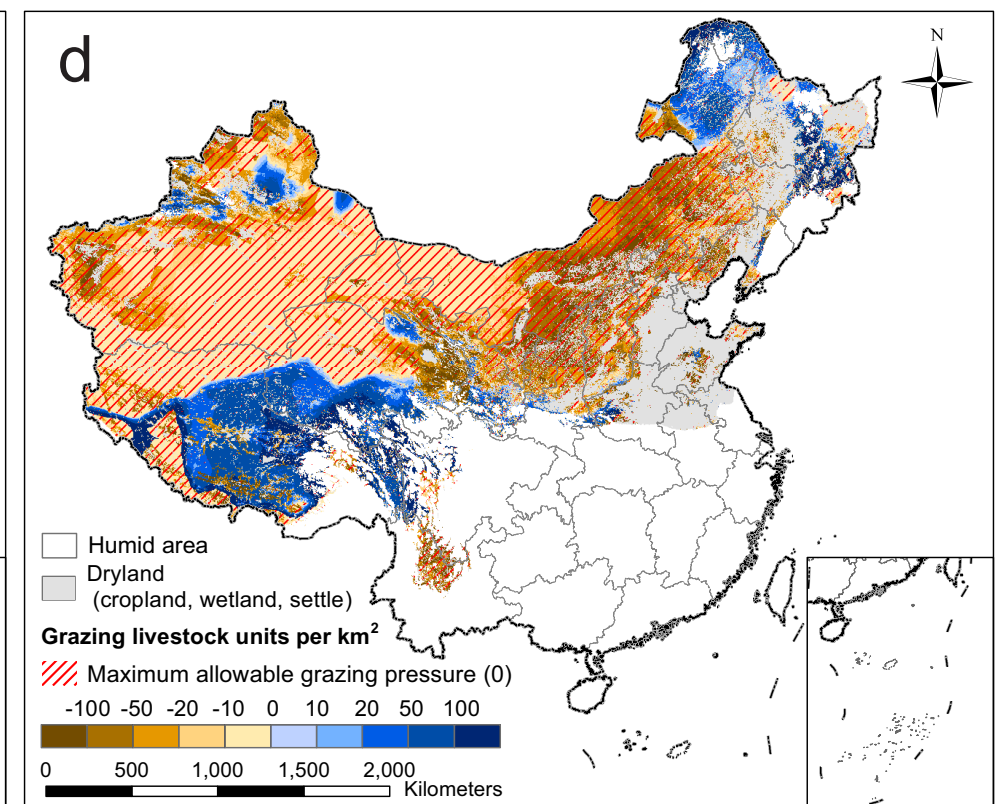 d
N
Humid area
Dryland
(cropland, wetland, settle)
Grazing livestock units per km²
Maximum allowable grazing pressure (0)
-100 -50 -20 -10 0 10 20 50 100
0 500 1,000 1,500 2,000
Kilometers